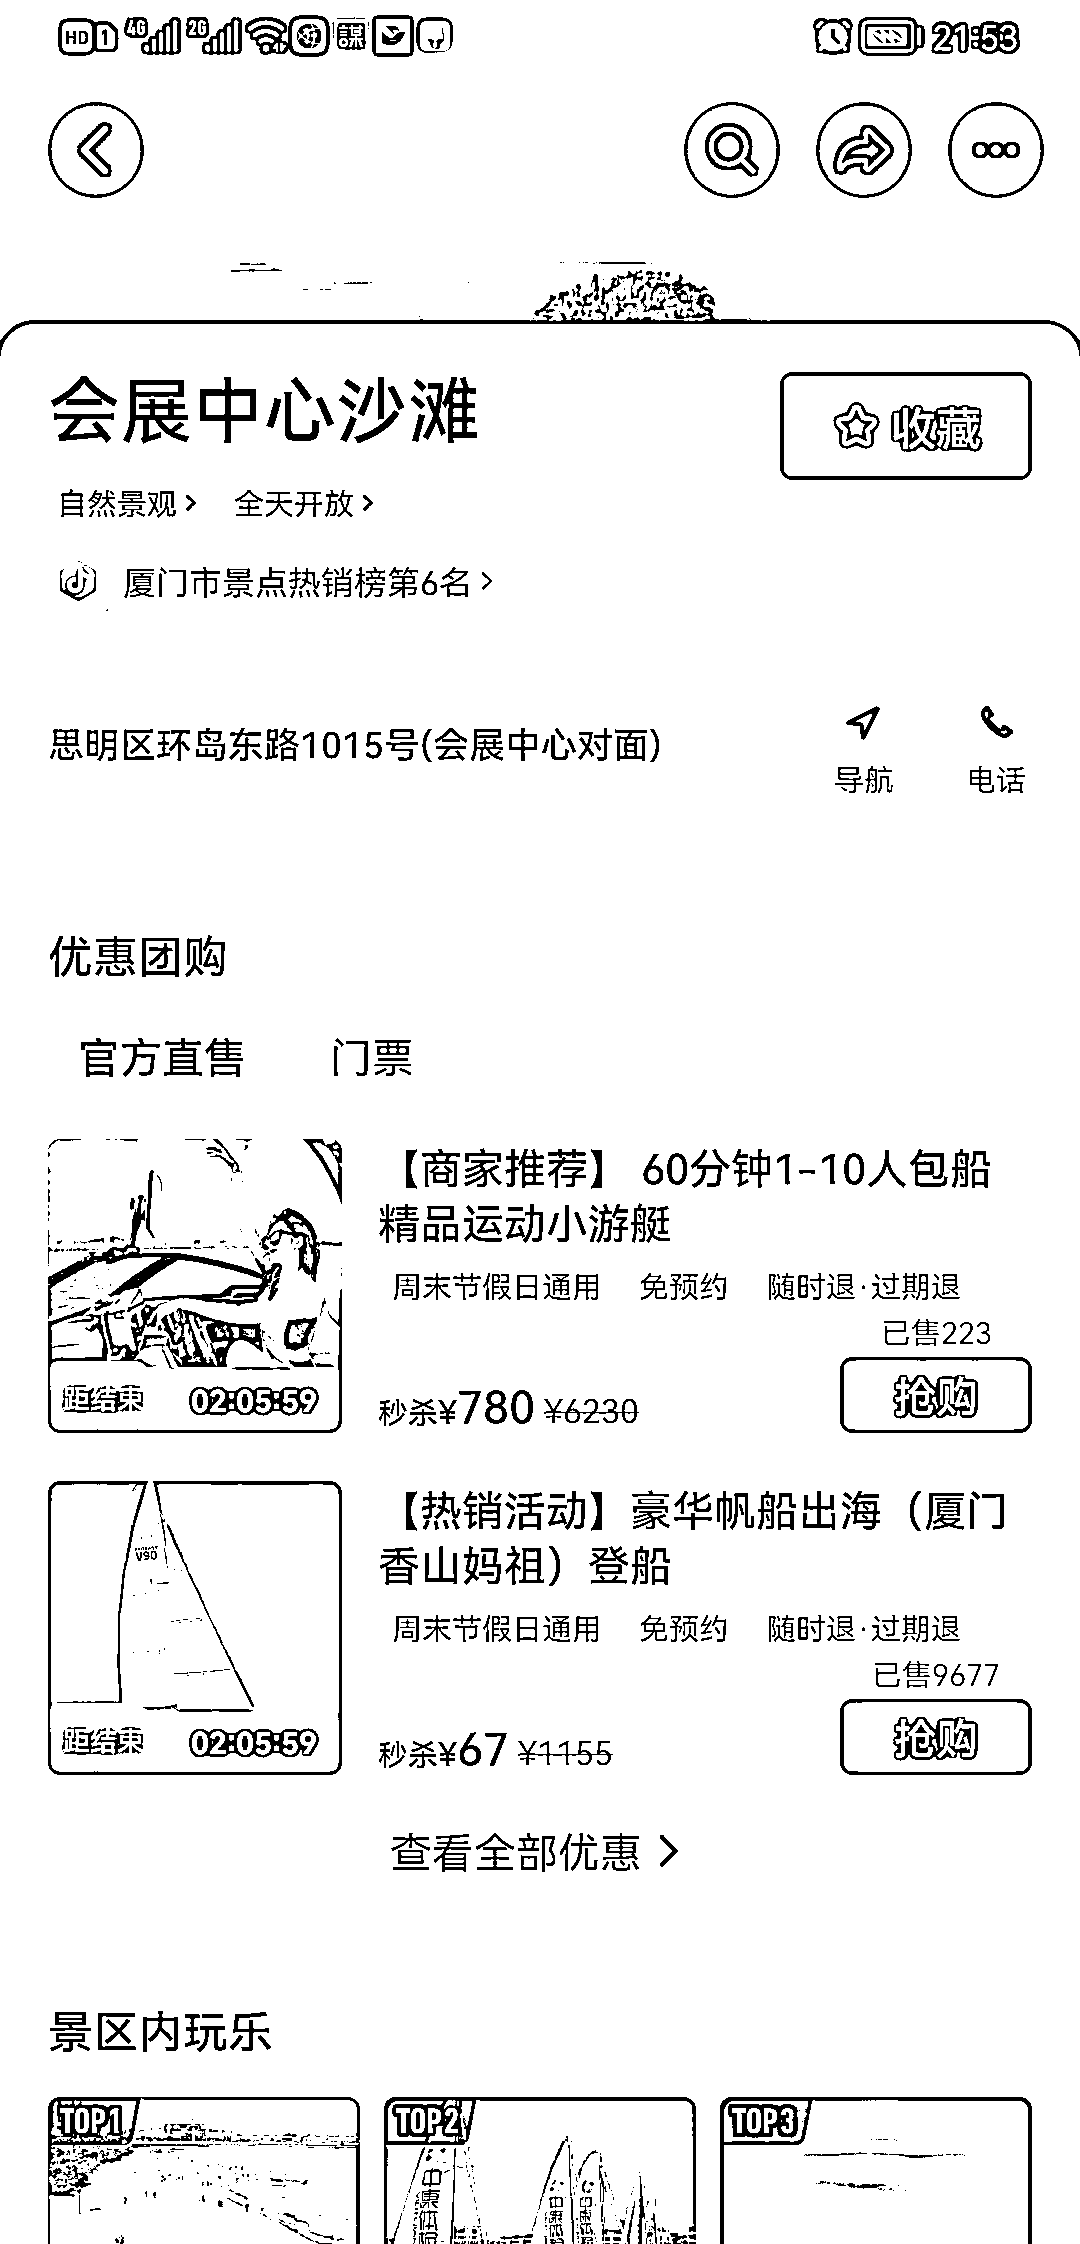 HD 1 4G 2G 21:53
会展中心沙滩
收藏
自然景观 全天开放
厦门市景点热销榜第6名
思明区环岛东路1015号(会展中心对面)
导航 电话
优惠团购
官方直售 门票
【商家推荐】 60分钟1-10人包船
精品运动小游艇
周末节假日通用 免预约 随时退·过期退
已售223
距结束 02:05:59
秒杀¥780 ¥6230
抢购
【热销活动】豪华帆船出海（厦门
香山妈祖）登船
周末节假日通用 免预约 随时退·过期退
已售9677
距结束 02:05:59
秒杀¥67 ¥1155
抢购
查看全部优惠
景区内玩乐
TOP1 TOP2 TOP3